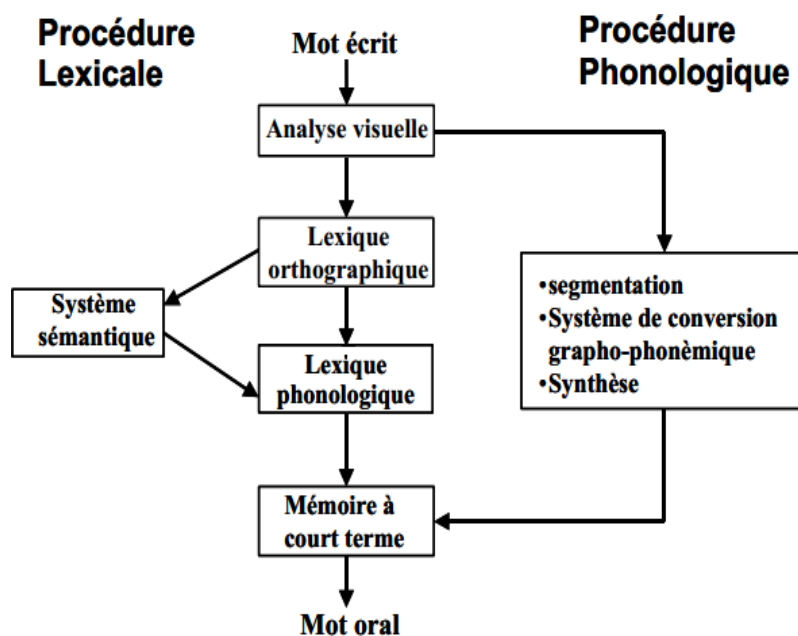 Procédure
Lexicale
Mot écrit
Procédure
Phonologique
Analyse visuelle
Lexique
orthographique
Système
sémantique
Lexique
phonologique
•segmentation
•Système de conversion
grapho-phonèmique
•Synthèse
Mémoire à
court terme
Mot oral